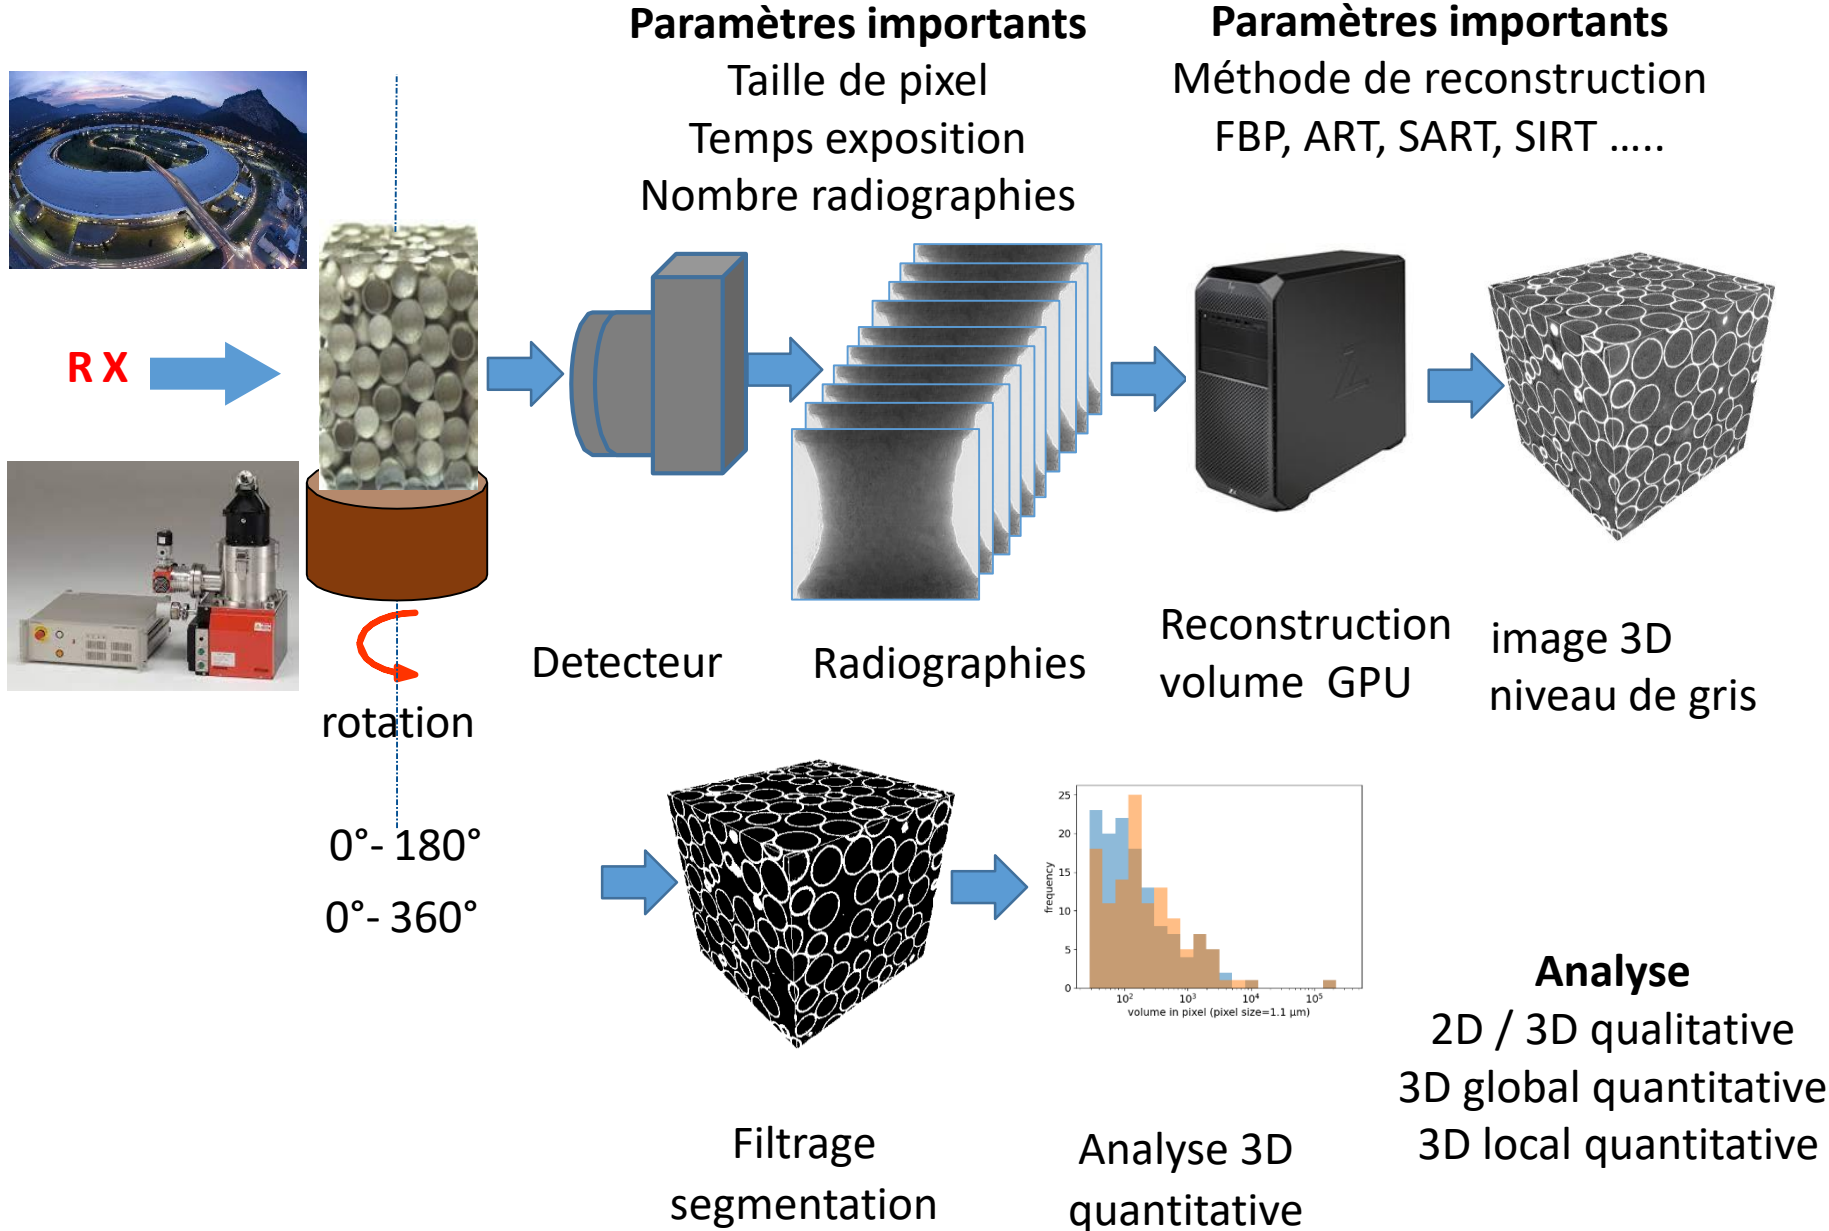 Paramètres importants
Taille de pixel
Temps exposition
Nombre radiographies
Paramètres importants
Méthode de reconstruction
FBP, ART, SART, SIRT .....
R X
rotation
0°- 180°
0°- 360°
Detecteur
Radiographies
Reconstruction
volume GPU
image 3D
niveau de gris
Filtrage
segmentation
25
20
15
10
5
0
frequency
10²
10³
10⁴
10⁵
volume in pixel (pixel size=1.1 µm)
Analyse 3D
quantitative
Analyse
2D / 3D qualitative
3D global quantitative
3D local quantitative